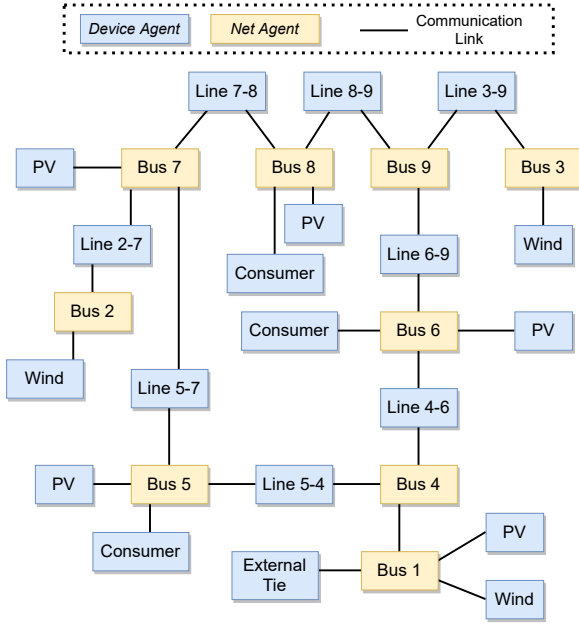 Device Agent
Net Agent
Communication
Link
Line 7-8
Line 8-9
Line 3-9
PV
Bus 7
Bus 8
Bus 9
Bus 3
PV
Line 2-7
Wind
Line 6-9
Consumer
Bus 2
Consumer
Bus 6
PV
Wind
Line 5-7
Line 4-6
PV
Bus 5
Line 5-4
Bus 4
PV
Consumer
External
Tie
Bus 1
Wind